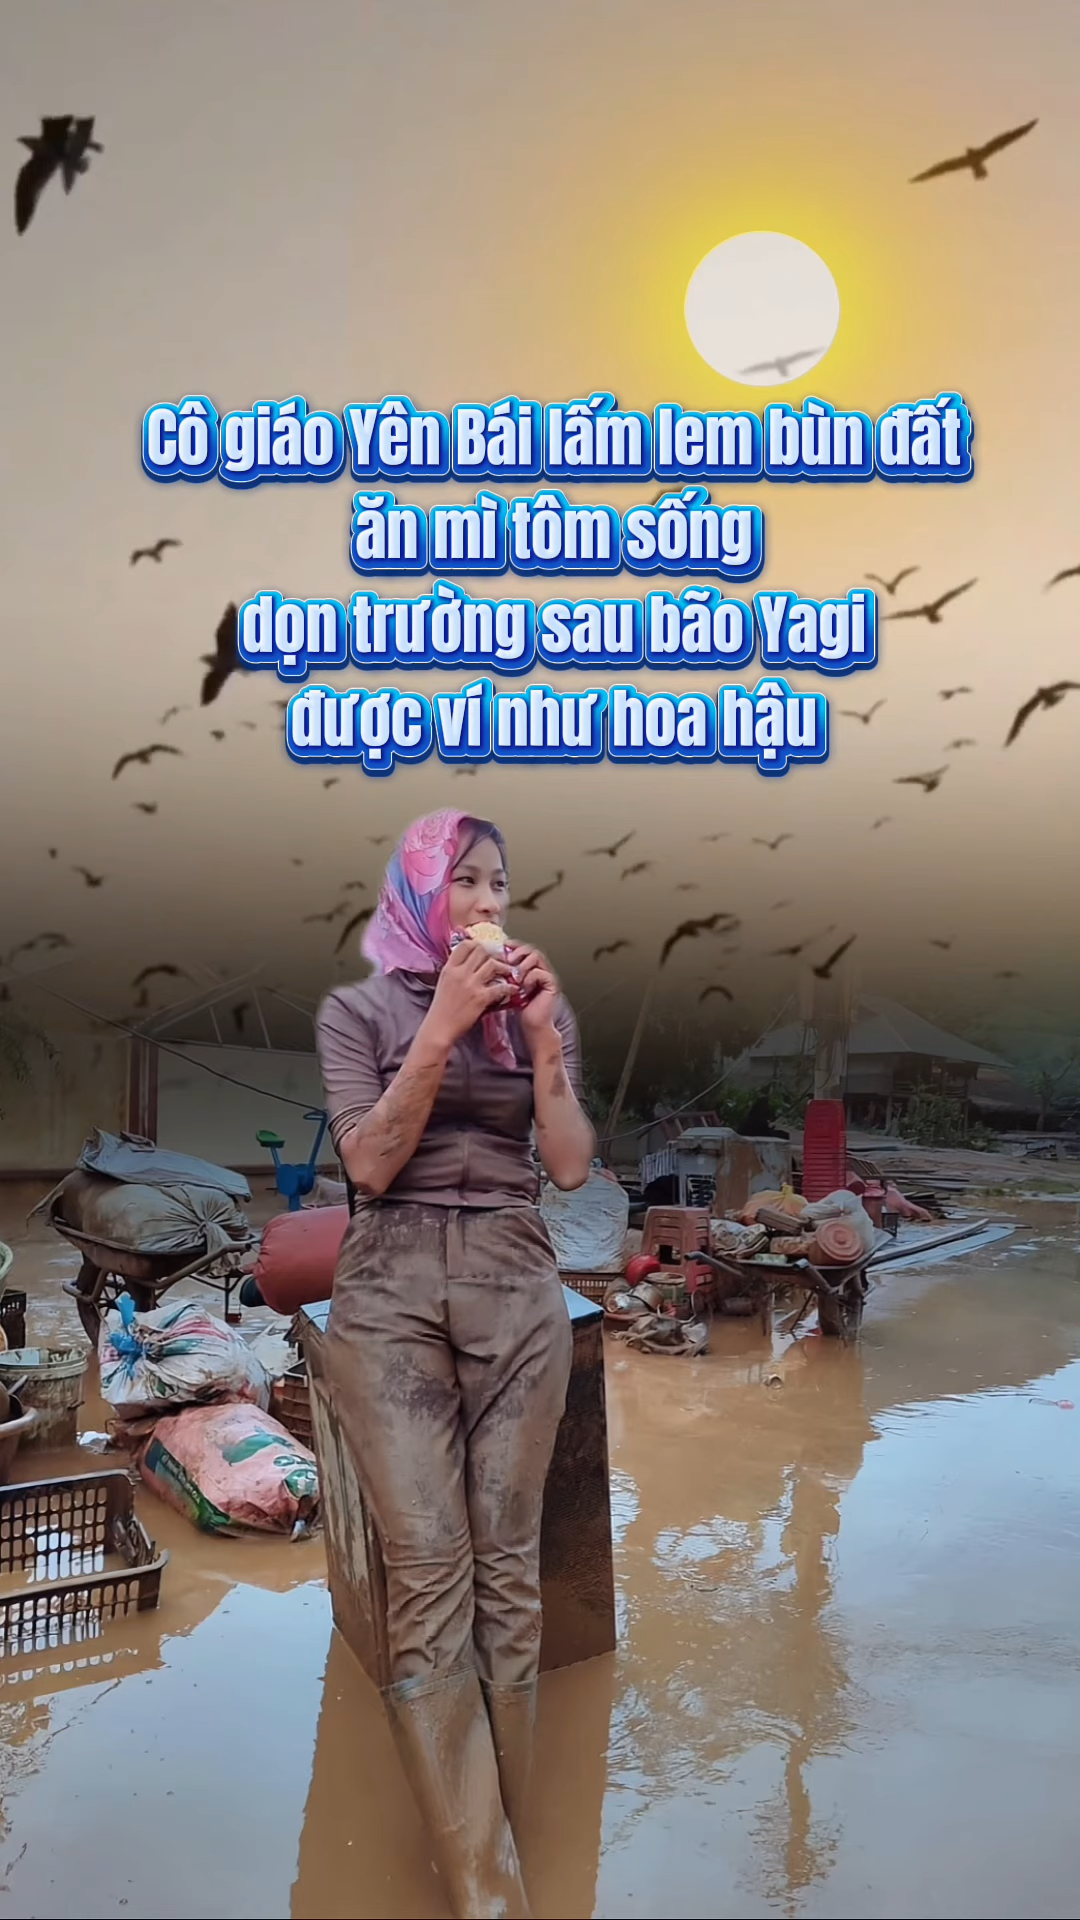 Cô giáo Yên Bái lấm lem bùn đất
ăn mì tôm sống
dọn trường sau bão Yagi
được ví như hoa hậu